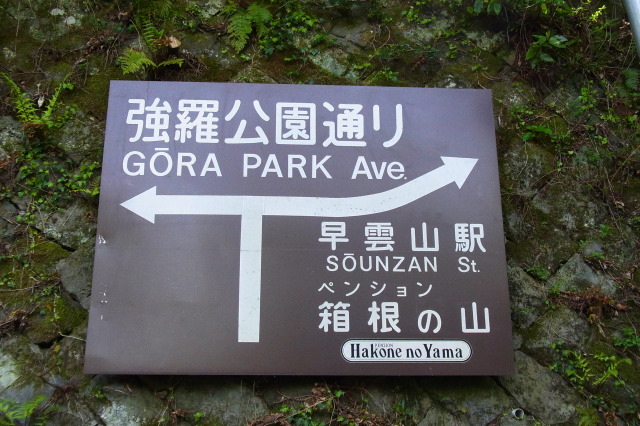 強羅公園通り
GŌRA PARK Ave.
早雲山駅
SŌUNZAN St.
ペンション
箱根の山
PENSION
Hakone no Yama